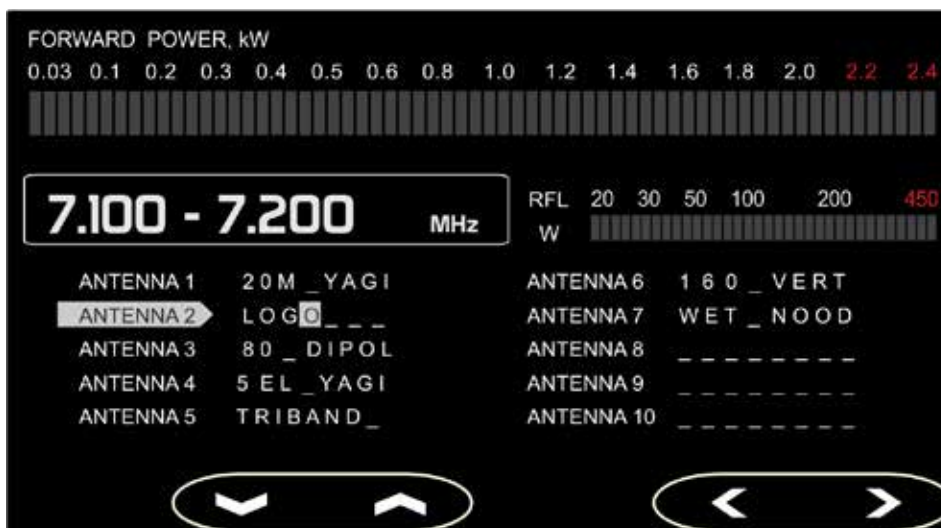 FORWARD POWER, kW
0.03 0.1 0.2 0.3 0.4 0.5 0.6 0.8 1.0 1.2 1.4 1.6 1.8 2.0 2.2 2.4
7.100 - 7.200 MHz
RFL 20 30 50 100 200 450
W
ANTENNA 1 20M_YAGI
ANTENNA 2 LOGO___
ANTENNA 3 80_DIPOL
ANTENNA 4 5EL_YAGI
ANTENNA 5 TRIBAND_
ANTENNA 6 160_VERT
ANTENNA 7 WET_NOOD
ANTENNA 8 ________
ANTENNA 9 ________
ANTENNA 10 ________